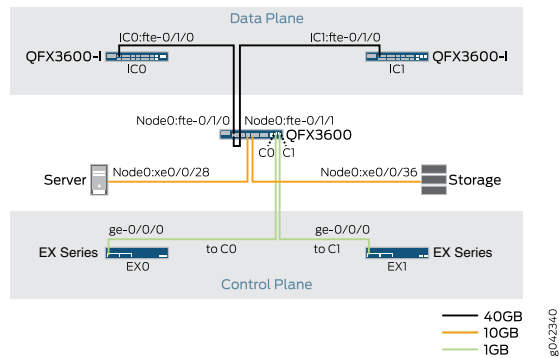 Data Plane
IC0:fte-0/1/0
IC1:fte-0/1/0
QFX3600-I
QFX3600-I
IC0
IC1
Node0:fte-0/1/0
Node0:fte-0/1/1
QFX3600
C0
C1
Node0:xe0/0/28
Node0:xe0/0/36
Server
Storage
ge-0/0/0
ge-0/0/0
EX Series
to C0
to C1
EX Series
EX0
EX1
Control Plane
40GB
10GB
1GB
g042340